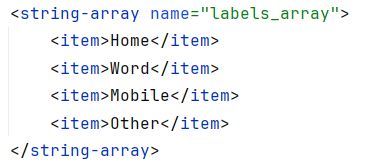 <string-array name="labels_array">
    <item>Home</item>
    <item>Word</item>
    <item>Mobile</item>
    <item>Other</item>
</string-array>